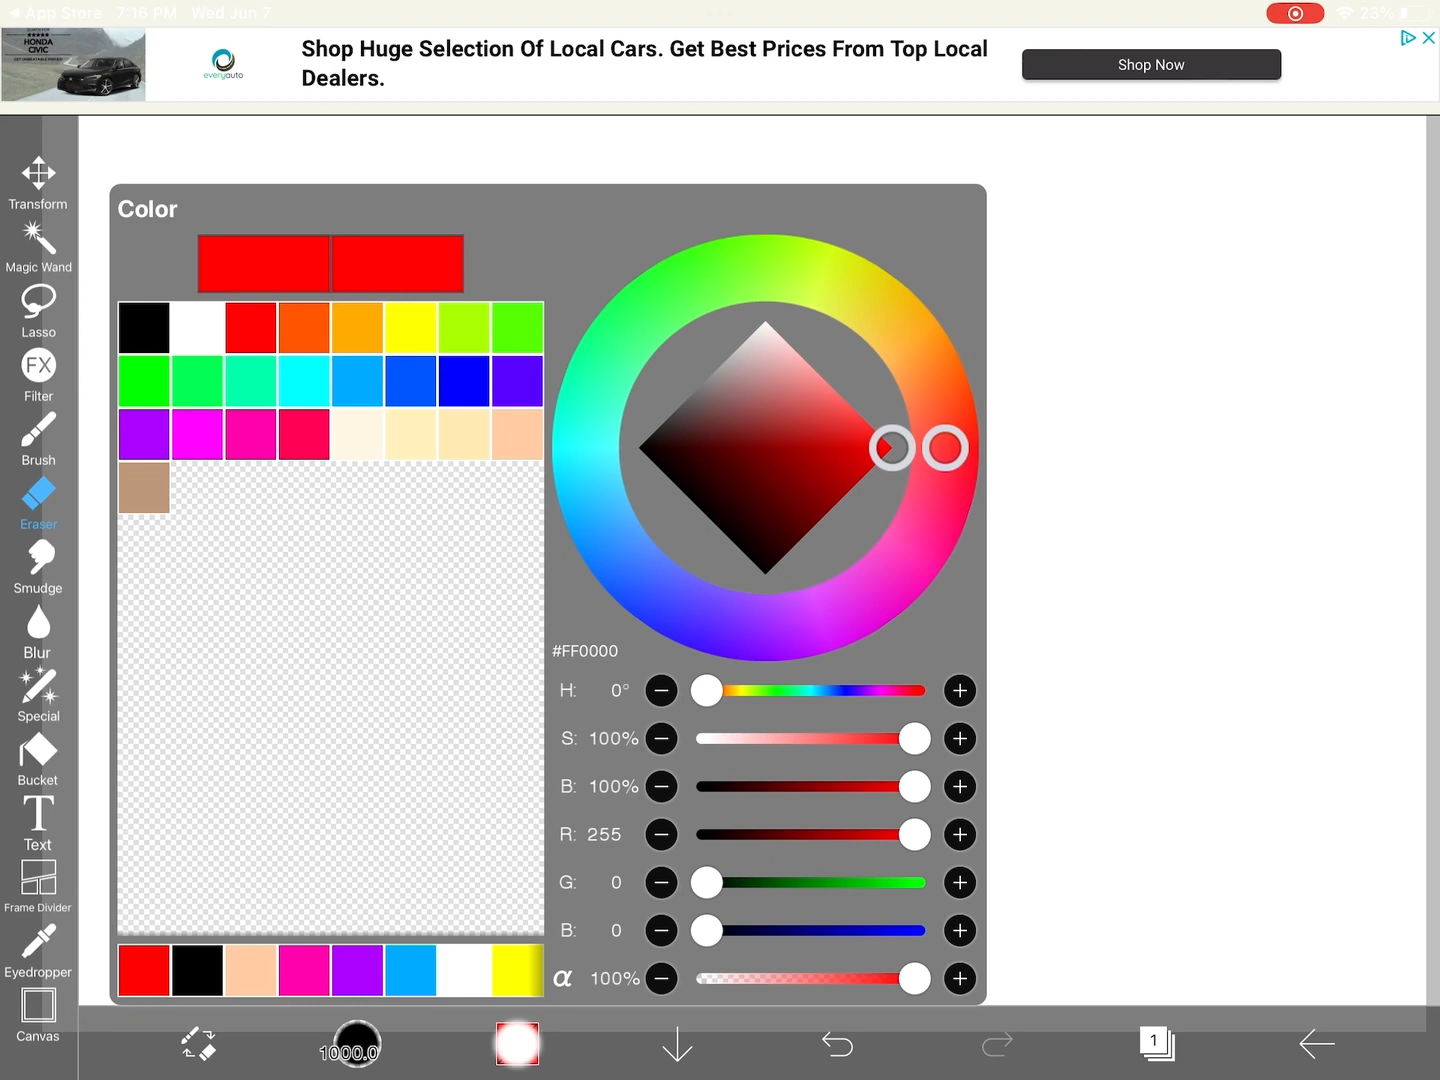 App Store 7:16 PM Wed Jun 7
23%
HONDA
CIVIC
everyauto
Shop Huge Selection Of Local Cars. Get Best Prices From Top Local
Dealers.
Shop Now
Color
Transform
Magic Wand
Lasso
FX
Filter
Brush
Eraser
Smudge
Blur
Special
Bucket
T
Text
Frame Divider
Eyedropper
Canvas
#FF0000
H: 0°
S: 100%
B: 100%
R: 255
G: 0
B: 0
α 100%
1000.0
1